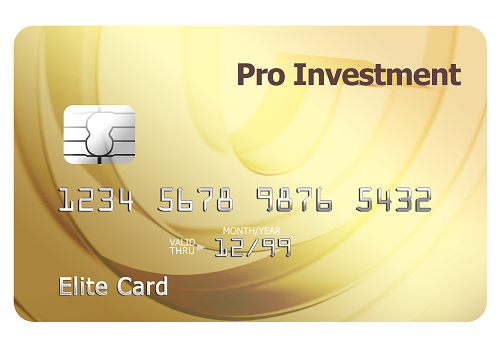 Pro Investment
1234 5678 9876 5432
MONTH/YEAR
VALID
THRU
12/99
Elite Card